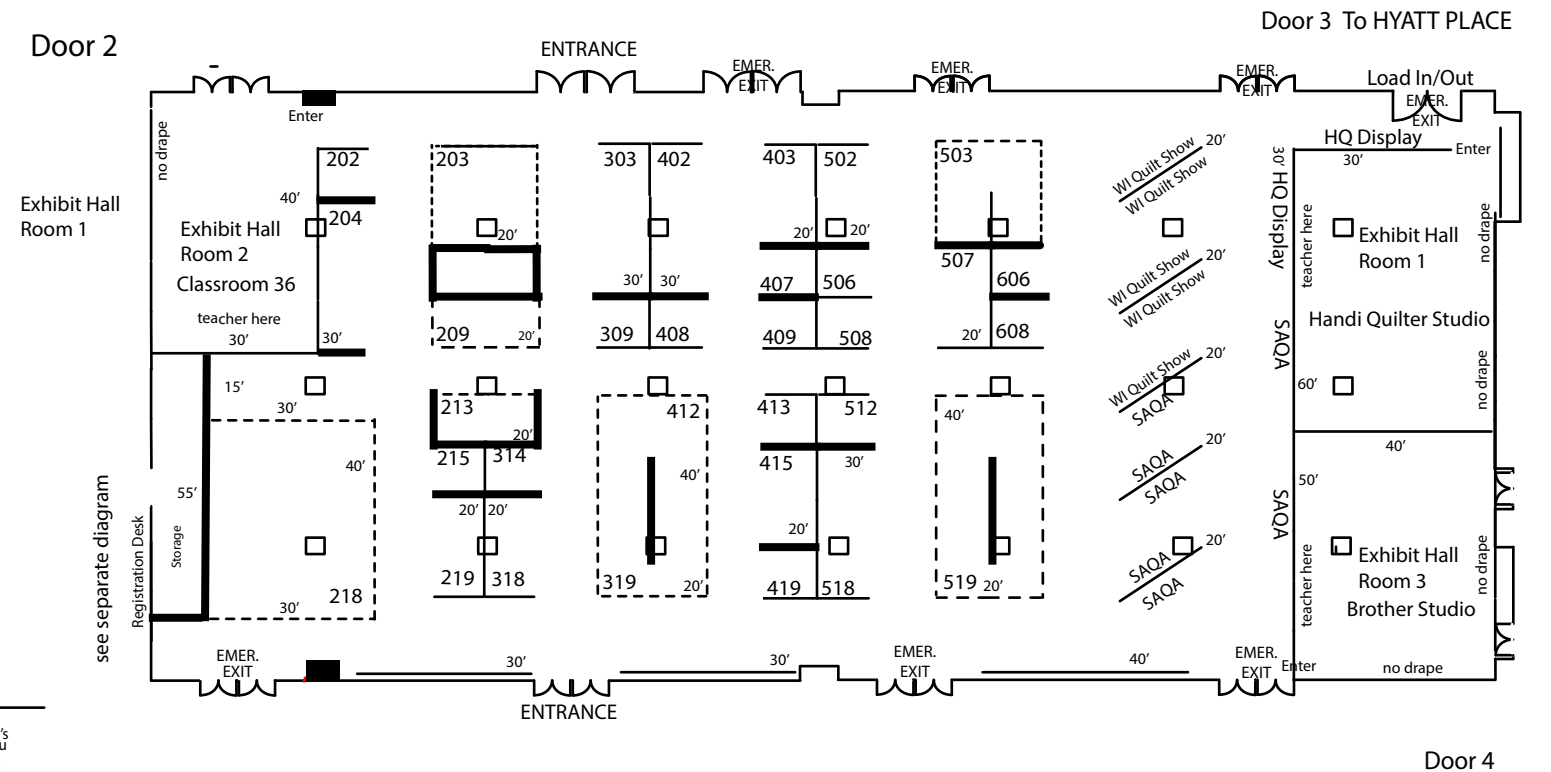 Door 3 To HYATT PLACE
Door 2
ENTRANCE
EMER.
EXIT
EMER.
EXIT
EMER.
EXIT
Load In/Out
EMER.
EXIT
Enter
HQ Display
30'
Enter
no drape
202
40'
204
203
20'
303
402
30'
30'
403
502
20'
20'
503
WI Quilt Show
20'
WI Quilt Show
30' HQ Display
teacher here
no drape
Exhibit Hall
Room 1
Exhibit Hall
Room 2
Classroom 36
teacher here
30'
30'
Exhibit Hall
Room 1
Handi Quilter Studio
507
606
407
506
WI Quilt Show
20'
WI Quilt Show
209
20'
309
408
409
508
20'
608
SAQA
60'
no drape
WI Quilt Show
20'
SAQA
15'
30'
40'
213
20'
215
314
20'
20'
412
40'
413
512
415
30'
20'
40'
40'
SAQA
20'
SAQA
SAQA
50'
see separate diagram
Registration Desk
Storage
55'
30'
218
219
318
319
20'
419
518
519
20'
SAQA
20'
SAQA
teacher here
Exhibit Hall
Room 3
Brother Studio
no drape
EMER.
EXIT
30'
30'
EMER.
EXIT
40'
EMER.
EXIT
Enter
no drape
ENTRANCE
's
u
Door 4